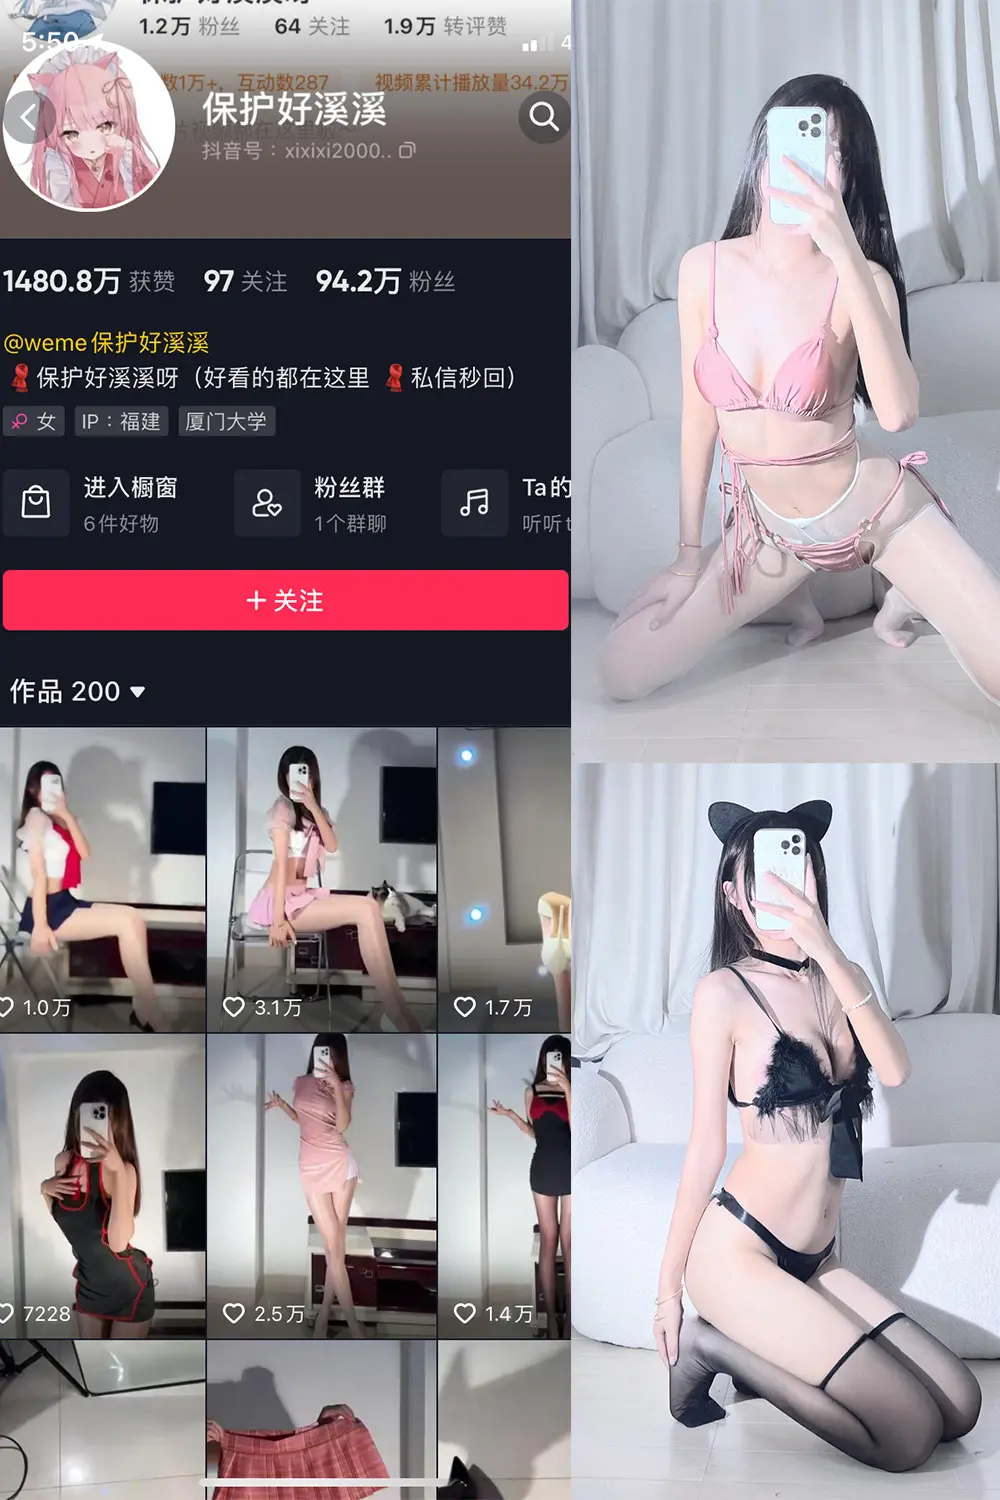 1.2万 粉丝 64 关注 1.9万 转评赞
5:50
数1万+，互动数287 视频累计播放量34.2万
保护好溪溪
抖音号：xixixi2000..
1480.8万 获赞 97 关注 94.2万 粉丝
@weme保护好溪溪
保护好溪溪呀（好看的都在这里 私信秒回）
女 IP：福建 厦门大学
进入橱窗 粉丝群 Ta的
6件好物 1个群聊 听听
+ 关注
作品 200
1.0万 3.1万 1.7万
7228 2.5万 1.4万